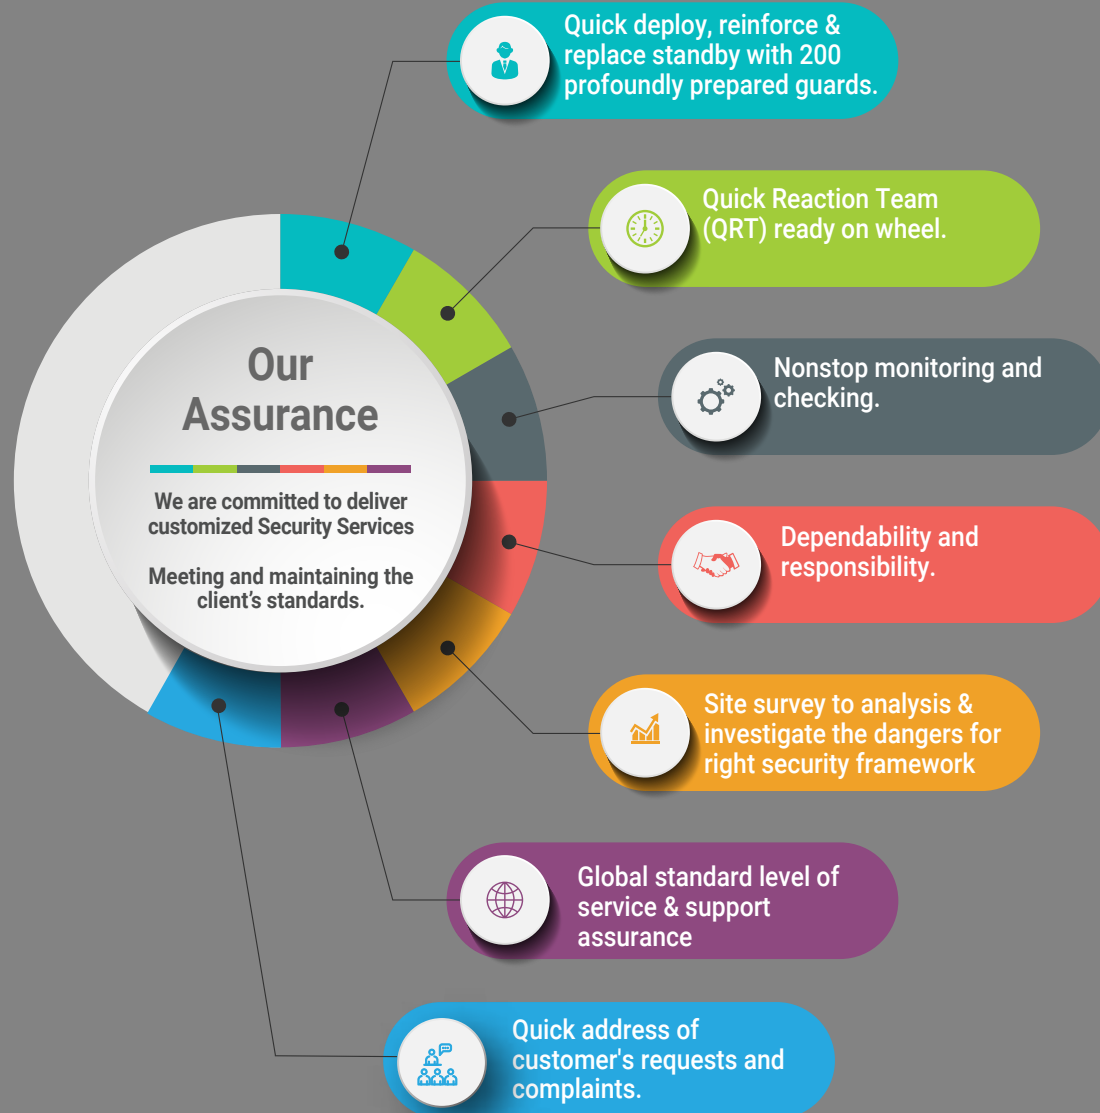 Quick deploy, reinforce &
replace standby with 200
profoundly prepared guards.
Quick Reaction Team
(QRT) ready on wheel.
Our
Assurance
We are committed to deliver
customized Security Services
Meeting and maintaining the
client’s standards.
Nonstop monitoring and
checking.
Dependability and
responsibility.
Site survey to analysis &
investigate the dangers for
right security framework
Global standard level of
service & support
assurance
Quick address of
customer's requests and
complaints.